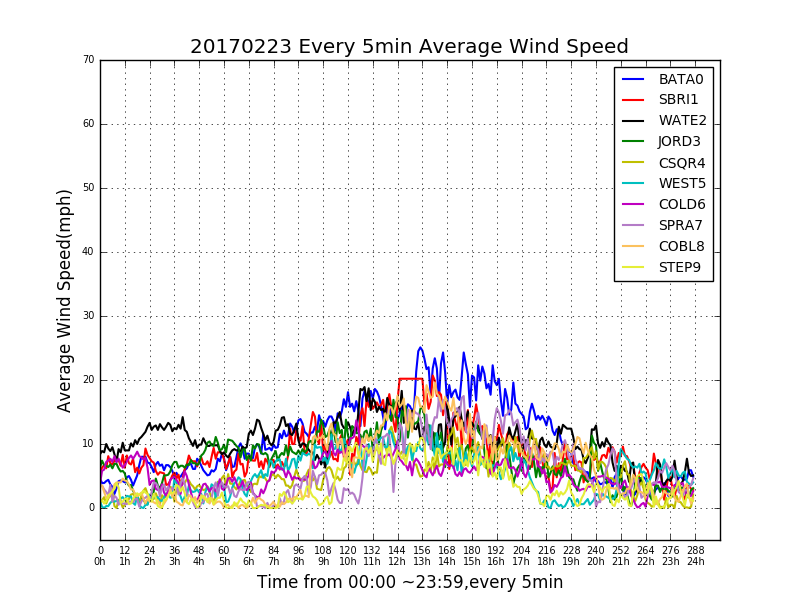 20170223 Every 5min Average Wind Speed
70
60
50
40
30
20
10
0
Average Wind Speed(mph)
BATA0
SBRI1
WATE2
JORD3
CSQR4
WEST5
COLD6
SPRA7
COBL8
STEP9
0 12 24 36 48 60 72 84 96 108 120 132 144 156 168 180 192 204 216 228 240 252 264 276 288
0h 1h 2h 3h 4h 5h 6h 7h 8h 9h 10h 11h 12h 13h 14h 15h 16h 17h 18h 19h 20h 21h 22h 23h 24h
Time from 00:00 ~23:59,every 5min